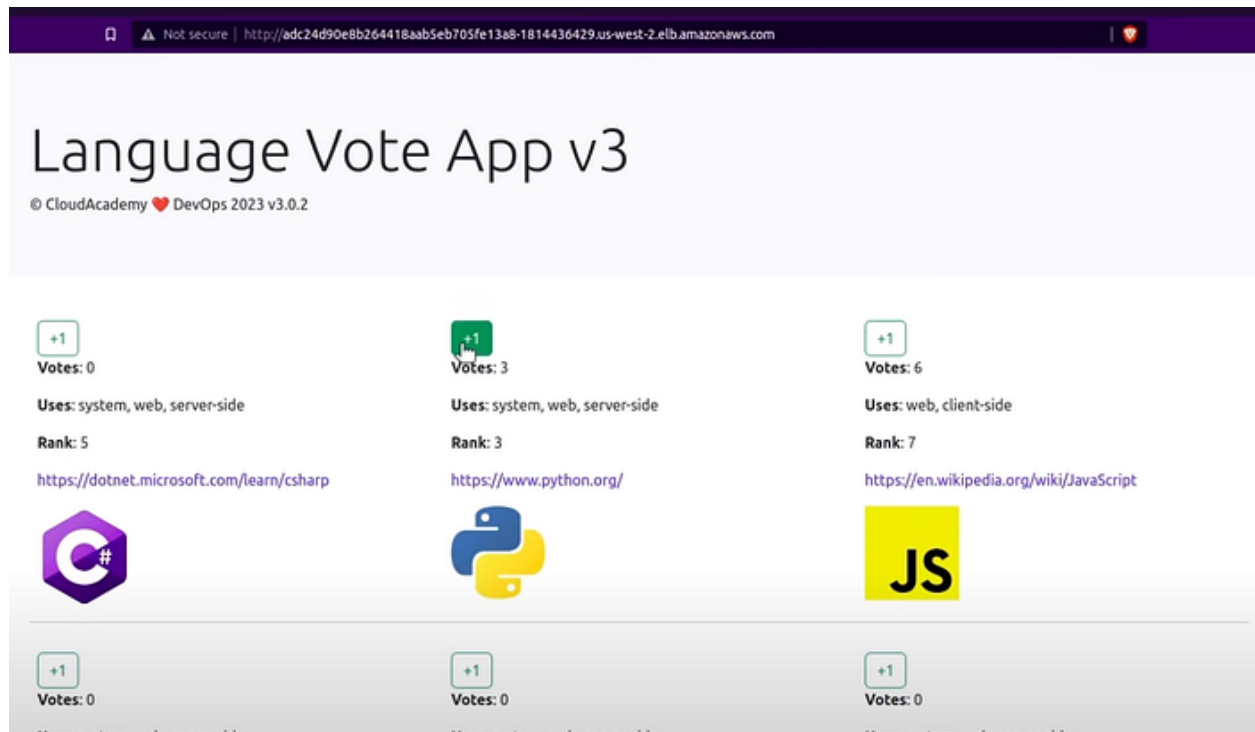 Not secure | http://adc24d90e8b264418aab5eb705fe13a8-1814436429.us-west-2.elb.amazonaws.com
Language Vote App v3
© CloudAcademy ❤️ DevOps 2023 v3.0.2
+1
Votes: 0
Uses: system, web, server-side
Rank: 5
https://dotnet.microsoft.com/learn/csharp
C#
+1
Votes: 3
Uses: system, web, server-side
Rank: 3
https://www.python.org/
+1
Votes: 6
Uses: web, client-side
Rank: 7
https://en.wikipedia.org/wiki/JavaScript
JS
+1
Votes: 0
+1
Votes: 0
+1
Votes: 0